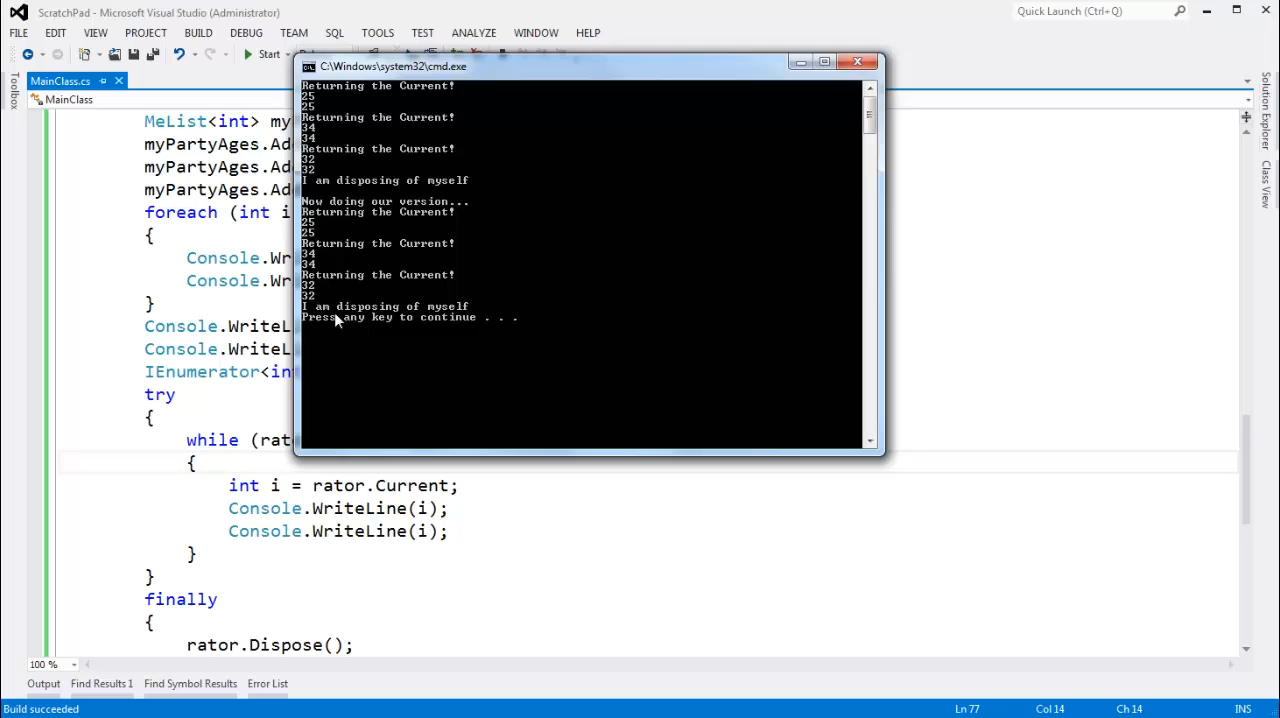 ScratchPad - Microsoft Visual Studio (Administrator)
Quick Launch (Ctrl+Q)
FILE EDIT VIEW PROJECT BUILD DEBUG TEAM SQL TOOLS TEST ANALYZE WINDOW HELP
Start
MainClass.cs
MainClass
Toolbox
Solution Explorer
Class View
C:\Windows\system32\cmd.exe
Returning the Current!
25
25
Returning the Current!
34
34
Returning the Current!
32
32
I am disposing of myself
Now doing our version...
Returning the Current!
25
25
Returning the Current!
34
34
Returning the Current!
32
32
I am disposing of myself
Press any key to continue . . .
MeList<int> my
myPartyAges.Ad
myPartyAges.Ad
myPartyAges.Ad
foreach (int i
{
Console.Wr
Console.Wr
}
Console.WriteL
Console.WriteL
IEnumerator<in
try
{
while (rat
{
int i = rator.Current;
Console.WriteLine(i);
Console.WriteLine(i);
}
}
finally
{
rator.Dispose();
100 %
Output Find Results 1 Find Symbol Results Error List
Build succeeded Ln 77 Col 14 Ch 14 INS